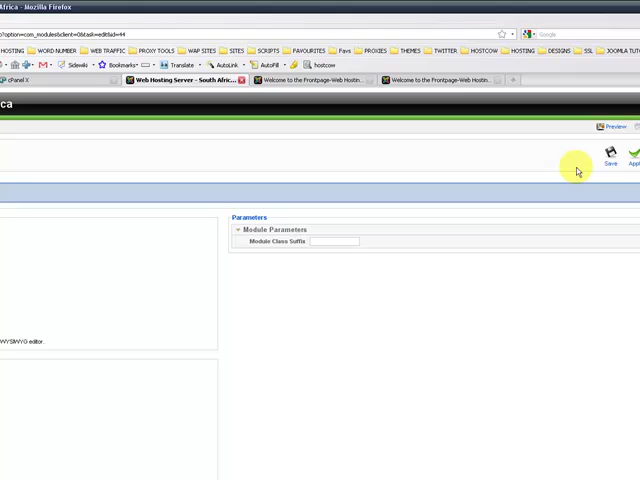 Africa - Mozilla Firefox
p?option=com_modules&client=0&task=edit&id=44
Google
HOSTING WORD NUMBER WEB TRAFFIC PROXY TOOLS WAP SITES SITES SCRIPTS FAVOURITES Favs PROXIES THEMES TWITTER HOSTCOW HOSTING DESIGNS SSL JOOMLA TUTO
Sidewiki Bookmarks Translate AutoLink AutoFill hostcow
cPanel X Web Hosting Server - South Afric... Welcome to the Frontpage-Web Hostin... Welcome to the Frontpage-Web Hostin...
ca
Preview
Save Appl
Parameters
Module Parameters
Module Class Suffix
WYSIWYG editor.